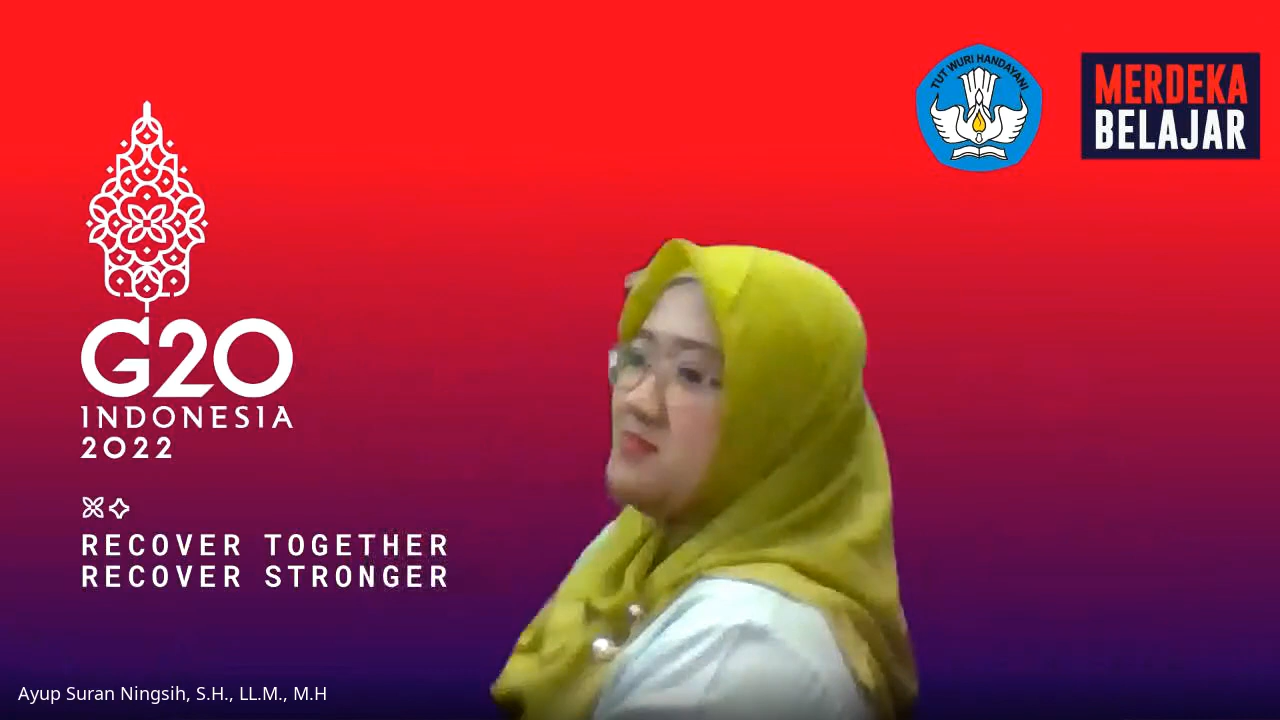 TUT WURI HANDAYANI
MERDEKA
BELAJAR
G20
INDONESIA
2022
RECOVER TOGETHER
RECOVER STRONGER
Ayup Suran Ningsih, S.H., LL.M., M.H